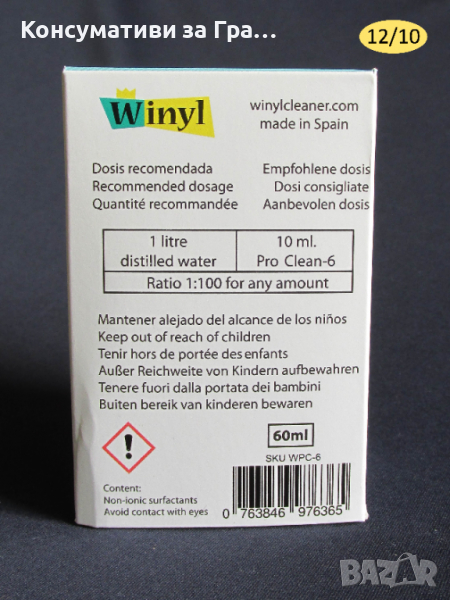 Консумативи за Гра...
12/10
Winyl
winylcleaner.com
made in Spain
Dosis recomendada
Empfohlene dosis
Recommended dosage
Dosi consigliate
Quantité recommandée
Aanbevolen dosis
1 litre
distilled water
10 ml.
Pro Clean-6
Ratio 1:100 for any amount
Mantener alejado del alcance de los niños
Keep out of reach of children
Tenir hors de portée des enfants
Außer Reichweite von Kindern aufbewahren
Tenere fuori dalla portata dei bambini
Buiten bereik van kinderen bewaren
60ml
SKU WPC-6
Content:
Non-ionic surfactants
Avoid contact with eyes
0 763846 976365
BAZAR